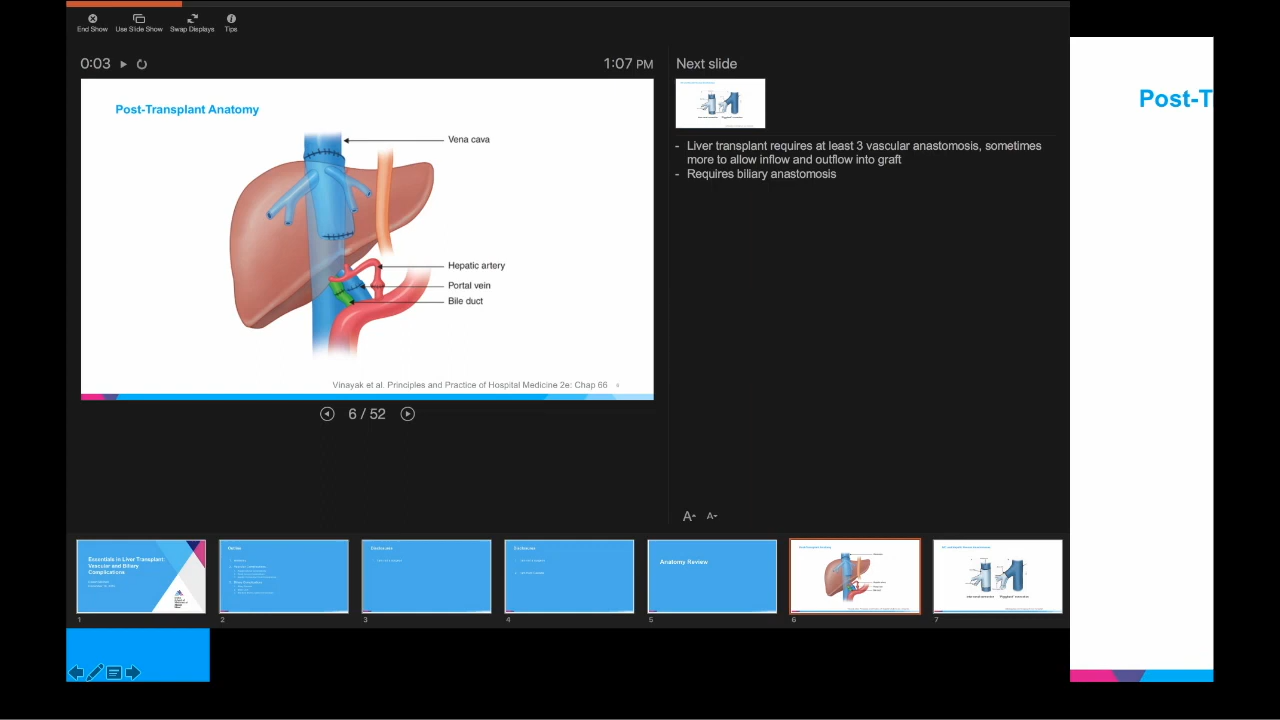 End Show
Use Slide Show
Swap Displays
Tips
0:03
1:07 PM
Next slide
Post-Transplant Anatomy
Vena cava
Hepatic artery
Portal vein
Bile duct
Vinayak et al. Principles and Practice of Hospital Medicine 2e: Chap 66
6
6 / 52
- Liver transplant requires at least 3 vascular anastomosis, sometimes
more to allow inflow and outflow into graft
- Requires biliary anastomosis
Post-T
A
A
Essentials in Liver Transplant:
Vascular and Biliary
Complications
Outline
Disclosures
Disclosures
Anatomy Review
1
2
3
4
5
6
7